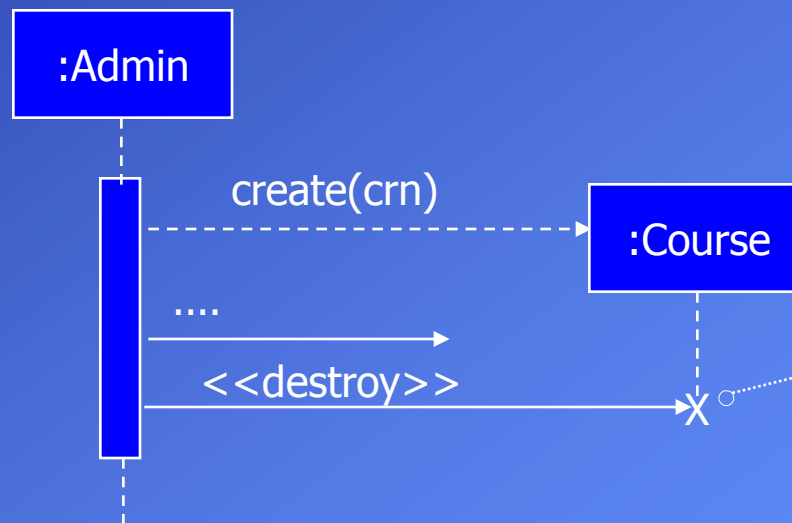 :Admin
create(crn)
:Course
....
<<destroy>>
X